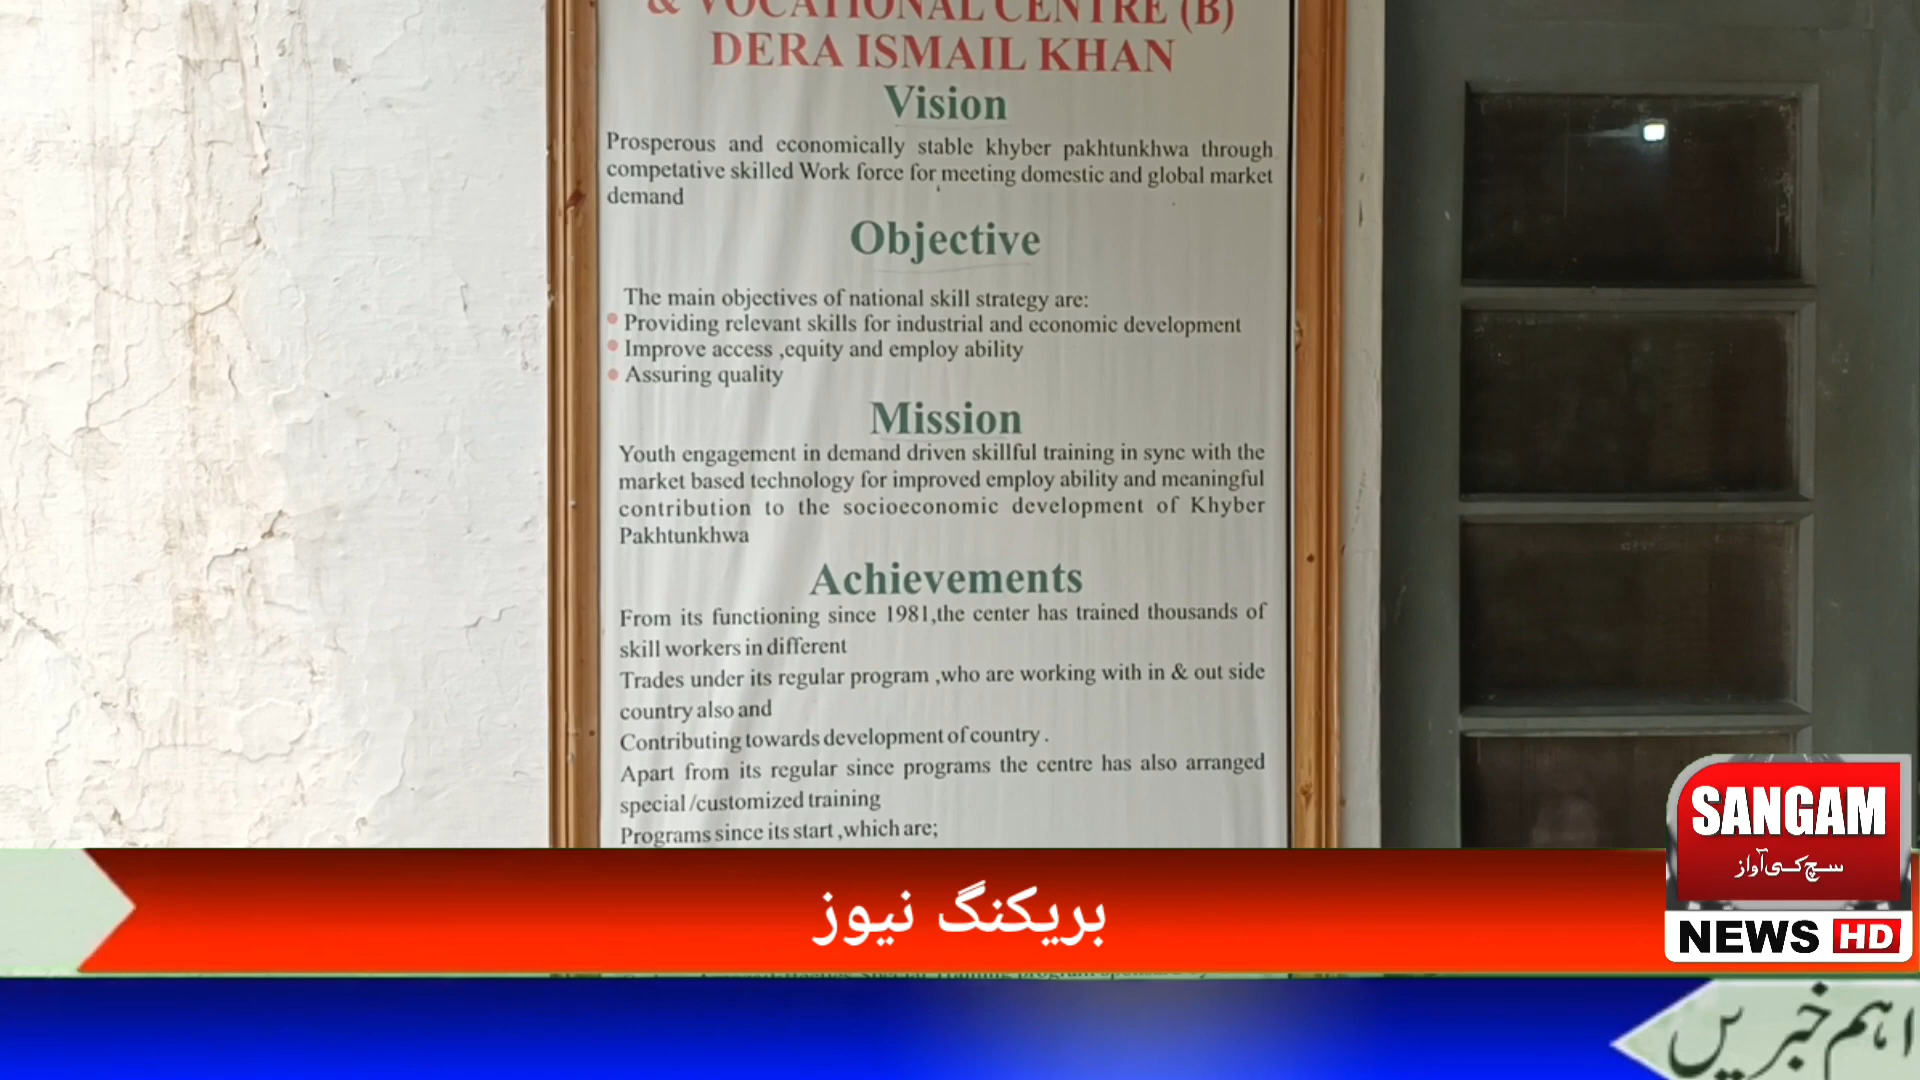 & VOCATIONAL CENTRE (B)
DERA ISMAIL KHAN
Vision
Prosperous and economically stable khyber pakhtunkhwa through
competative skilled Work force for meeting domestic and global market
demand
Objective
The main objectives of national skill strategy are:
Providing relevant skills for industrial and economic development
Improve access ,equity and employ ability
Assuring quality
Mission
Youth engagement in demand driven skillful training in sync with the
market based technology for improved employ ability and meaningful
contribution to the socioeconomic development of Khyber
Pakhtunkhwa
Achievements
From its functioning since 1981,the center has trained thousands of
skill workers in different
Trades under its regular program ,who are working with in & out side
country also and
Contributing towards development of country .
Apart from its regular since programs the centre has also arranged
special /customized training
Programs since its start ,which are;
SANGAM
سچ کی آواز
NEWS HD
بریکنگ نیوز
اہم خبریں